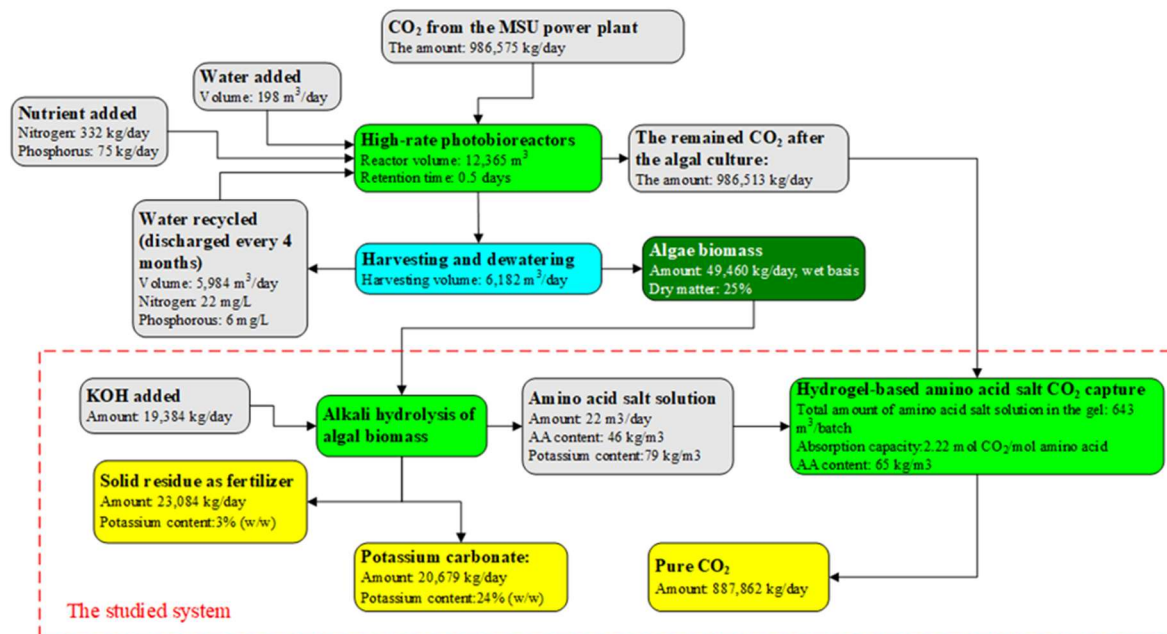 CO₂ from the MSU power plant
The amount: 986,575 kg/day
Water added
Volume: 198 m³/day
Nutrient added
Nitrogen: 332 kg/day
Phosphorus: 75 kg/day
High-rate photobioreactors
Reactor volume: 12,365 m³
Retention time: 0.5 days
The remained CO₂ after
the algal culture:
The amount: 986,513 kg/day
Water recycled
(discharged every 4
months)
Volume: 5,984 m³/day
Nitrogen: 22 mg/L
Phosphorous: 6 mg/L
Harvesting and dewatering
Harvesting volume: 6,182 m³/day
Algae biomass
Amount: 49,460 kg/day, wet basis
Dry matter: 25%
KOH added
Amount: 19,384 kg/day
Alkali hydrolysis of
algal biomass
Amino acid salt solution
Amount: 22 m3/day
AA content: 46 kg/m3
Potassium content:79 kg/m3
Hydrogel-based amino acid salt CO₂ capture
Total amount of amino acid salt solution in the gel: 643
m³/batch
Absorption capacity:2.22 mol CO₂/mol amino acid
AA content: 65 kg/m3
Solid residue as fertilizer
Amount: 23,084 kg/day
Potassium content:3% (w/w)
Potassium carbonate:
Amount: 20,679 kg/day
Potassium content:24% (w/w)
Pure CO₂
Amount: 887,862 kg/day
The studied system